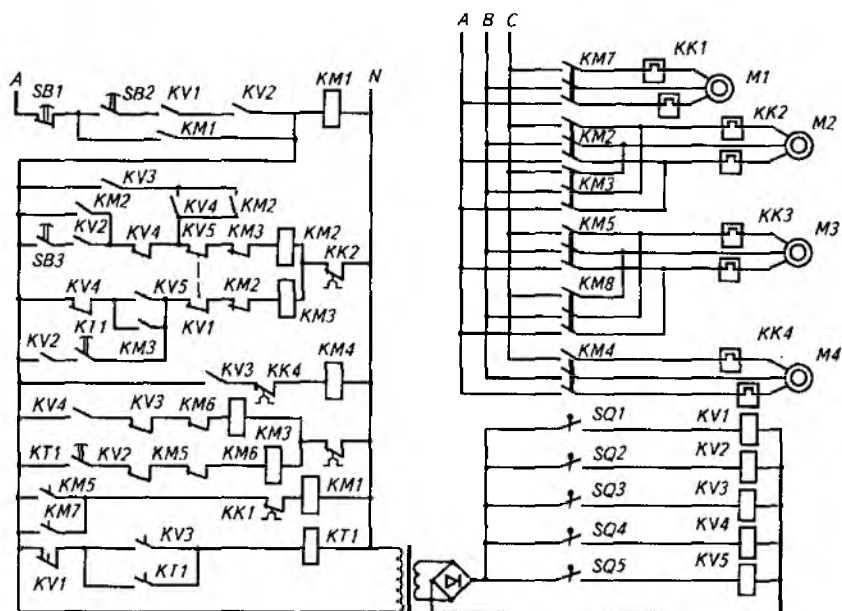 A B C
A SB1 SB2 KV1 KV2 KM1 N
KM1
KV3
KM2 KV4 KM2
KV2 KV4 KV5 KM3 KM2
SB3 KK2
KV4 KV5 KM2
KV1 KM3
KV2 KT1 KM3
KV3 KK4 KM4
KV4 KV3 KM6
KM3
KT1 KV2 KM5 KM6
KM5 KM1
KM7 KK1
KV3 KT1
KV1 KT1
KM7 KK1 M1
KM2 KK2 M2
KM3
KM5 KK3 M3
KM8
KM4 KK4 M4
SQ1 KV1
SQ2 KV2
SQ3 KV3
SQ4 KV4
SQ5 KV5